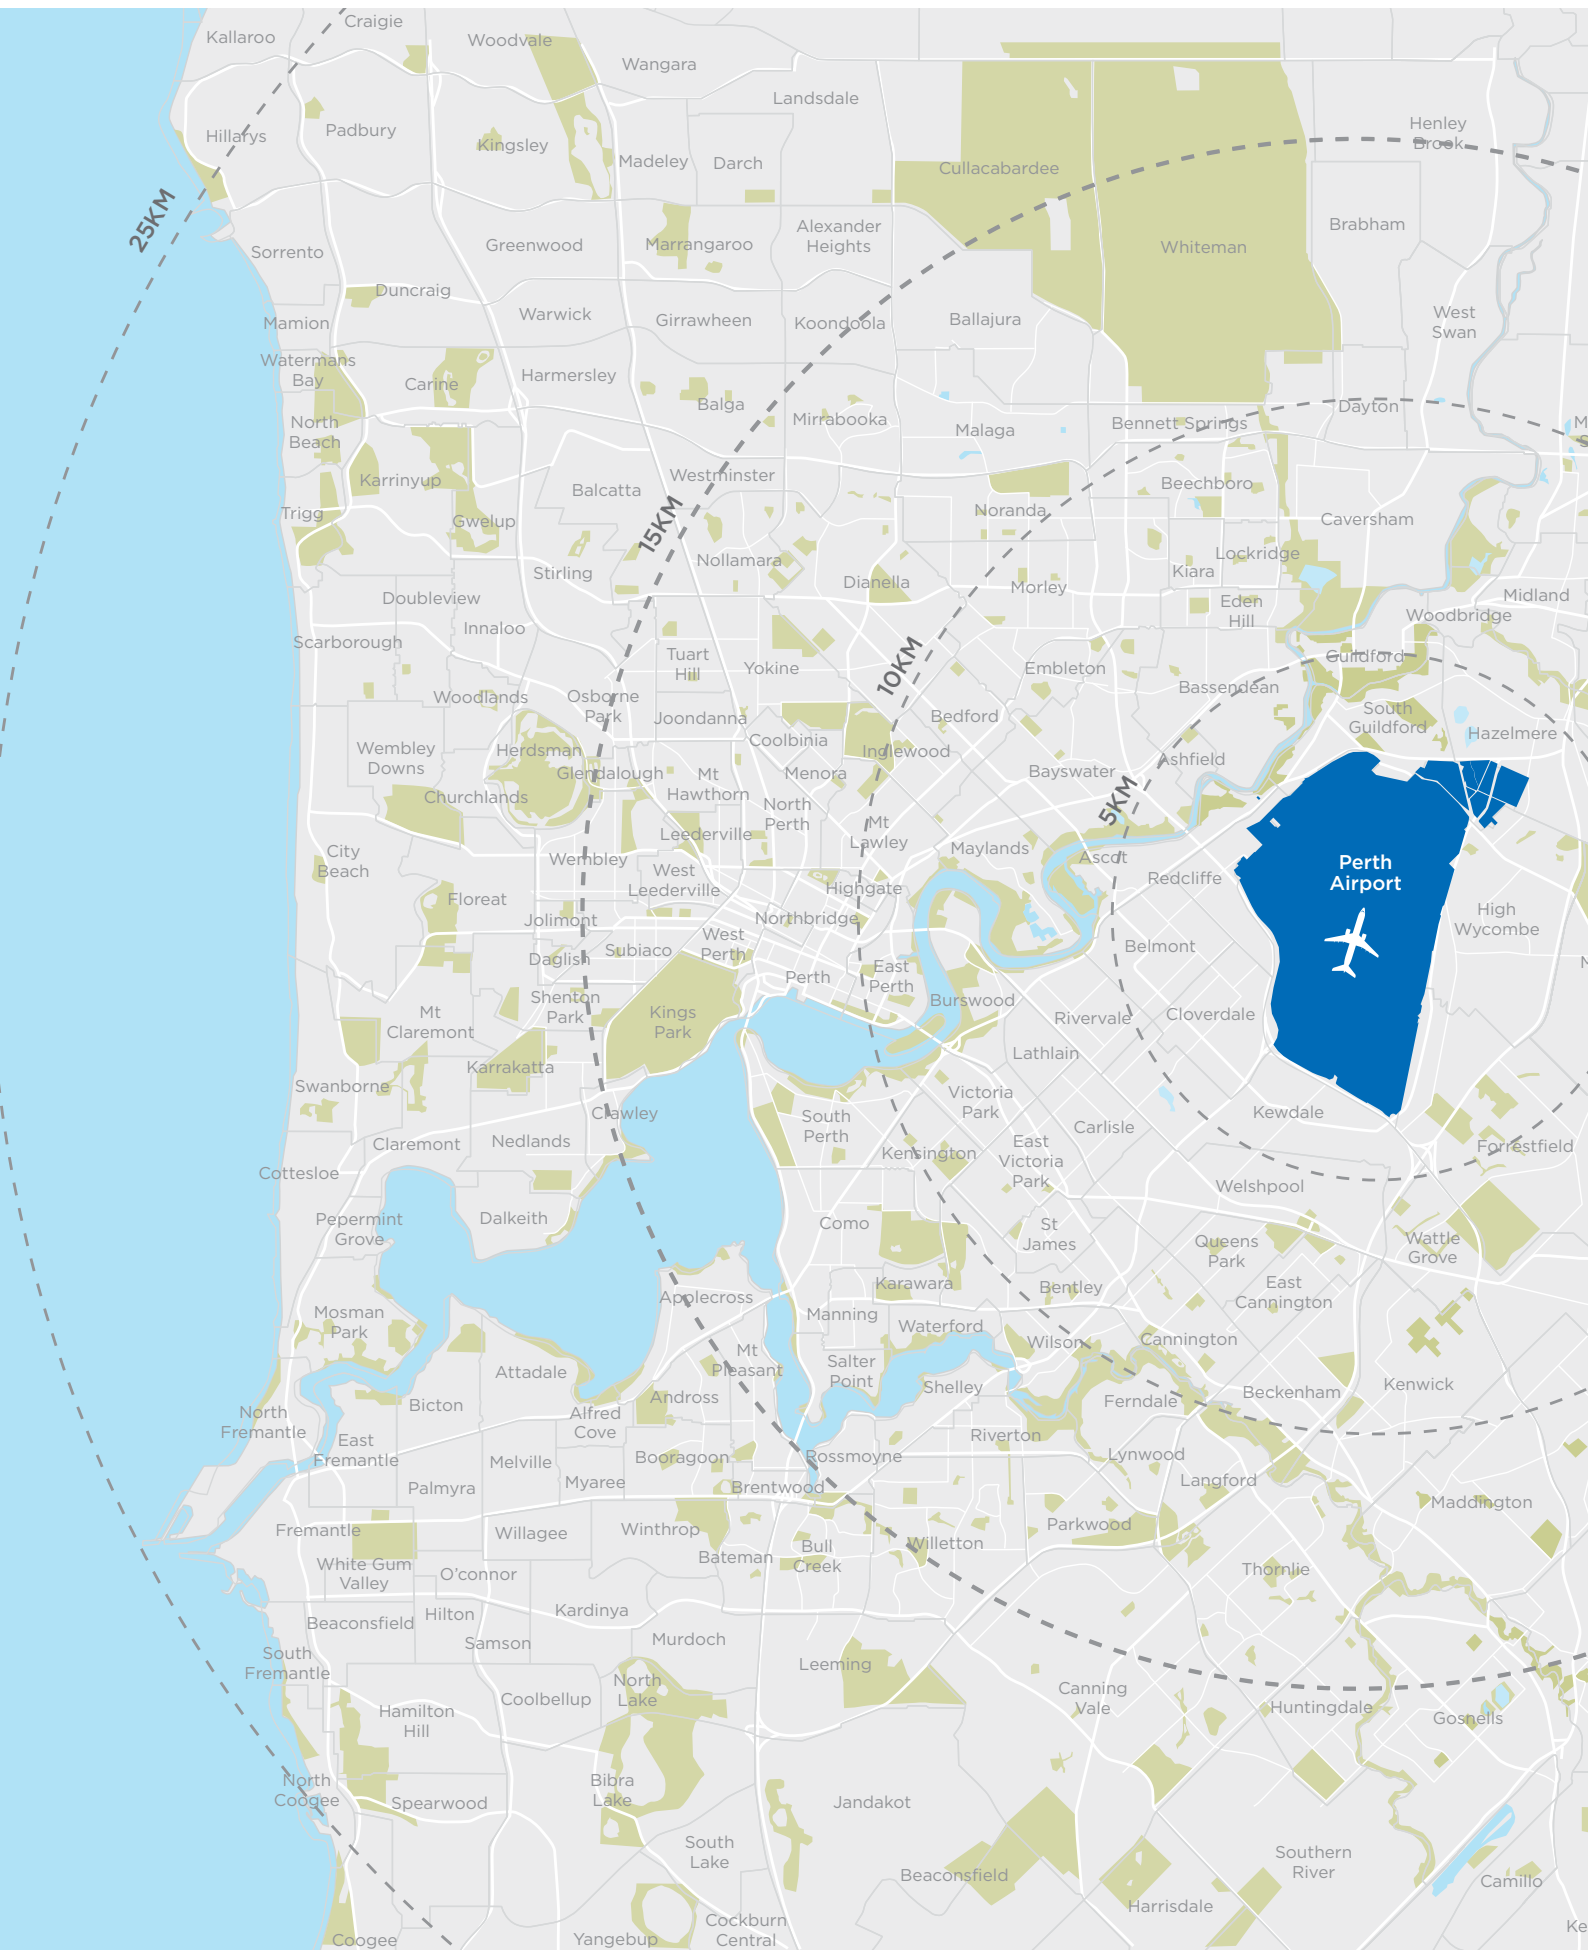 Kallaroo
Craigie
Woodvale
Wangara
Landsdale
Hillarys
Padbury
Kingsley
Madeley
Darch
Cullacabardee
Henley
Brook
25KM
Sorrento
Greenwood
Marrangaroo
Alexander
Heights
Whiteman
Brabham
Duncraig
Mamion
Warwick
Girrawheen
Koondoola
Ballajura
West
Swan
Watermans
Bay
Carine
Harmersley
Balga
Mirrabooka
Malaga
Bennett Springs
Dayton
North
Beach
Karrinyup
Westminster
Balcatta
Beechboro
Trigg
Gwelup
15KM
Noranda
Caversham
Stirling
Nollamara
Dianella
Morley
Kiara
Lockridge
Doubleview
Eden
Hill
Midland
Woodbridge
Scarborough
Innaloo
Tuart
Hill
Yokine
10KM
Embleton
Guildford
Woodlands
Osborne
Park
Joondanna
Bedford
Bassendean
South
Guildford
Wembley
Downs
Herdsman
Glendalough
Coolbinia
Inglewood
Hazelmere
Ashfield
Mt
Hawthorn
Menora
Bayswater
Churchlands
North
Perth
5KM
Leederville
Mt
Lawley
Maylands
Ascot
City
Beach
Wembley
West
Leederville
Highgate
Redcliffe
Perth
Airport
Floreat
Jolimont
Northbridge
High
Wycombe
Daglish
Subiaco
West
Perth
Belmont
Perth
East
Perth
Burswood
Mt
Claremont
Shenton
Park
Kings
Park
Rivervale
Cloverdale
Karrakatta
Lathlain
Swanborne
Crawley
Victoria
Park
Kewdale
South
Perth
Carlisle
Claremont
Nedlands
Kensington
East
Victoria
Park
Forrestfield
Cottesloe
Welshpool
Pepermint
Grove
Dalkeith
Como
St
James
Queens
Park
Wattle
Grove
Karawara
Bentley
East
Cannington
Mosman
Park
Applecross
Manning
Waterford
Wilson
Cannington
Attadale
Mt
Pleasant
Salter
Point
Shelley
Ferndale
Beckenham
Kenwick
Bicton
Andross
North
Fremantle
Alfred
Cove
Riverton
East
Fremantle
Melville
Booragoon
Rossmoyne
Lynwood
Langford
Palmyra
Myaree
Brentwood
Maddington
Fremantle
Willagee
Winthrop
Parkwood
Bateman
Bull
Creek
Willetton
White Gum
Valley
O'connor
Thornlie
Beaconsfield
Hilton
Kardinya
Samson
Murdoch
South
Fremantle
Leeming
Coolbellup
North
Lake
Canning
Vale
Hamilton
Hill
Huntingdale
Gosnells
North
Coogee
Spearwood
Bibra
Lake
Jandakot
South
Lake
Southern
River
Beaconsfield
Camillo
Harrisdale
Coogee
Yangebup
Cockburn
Central